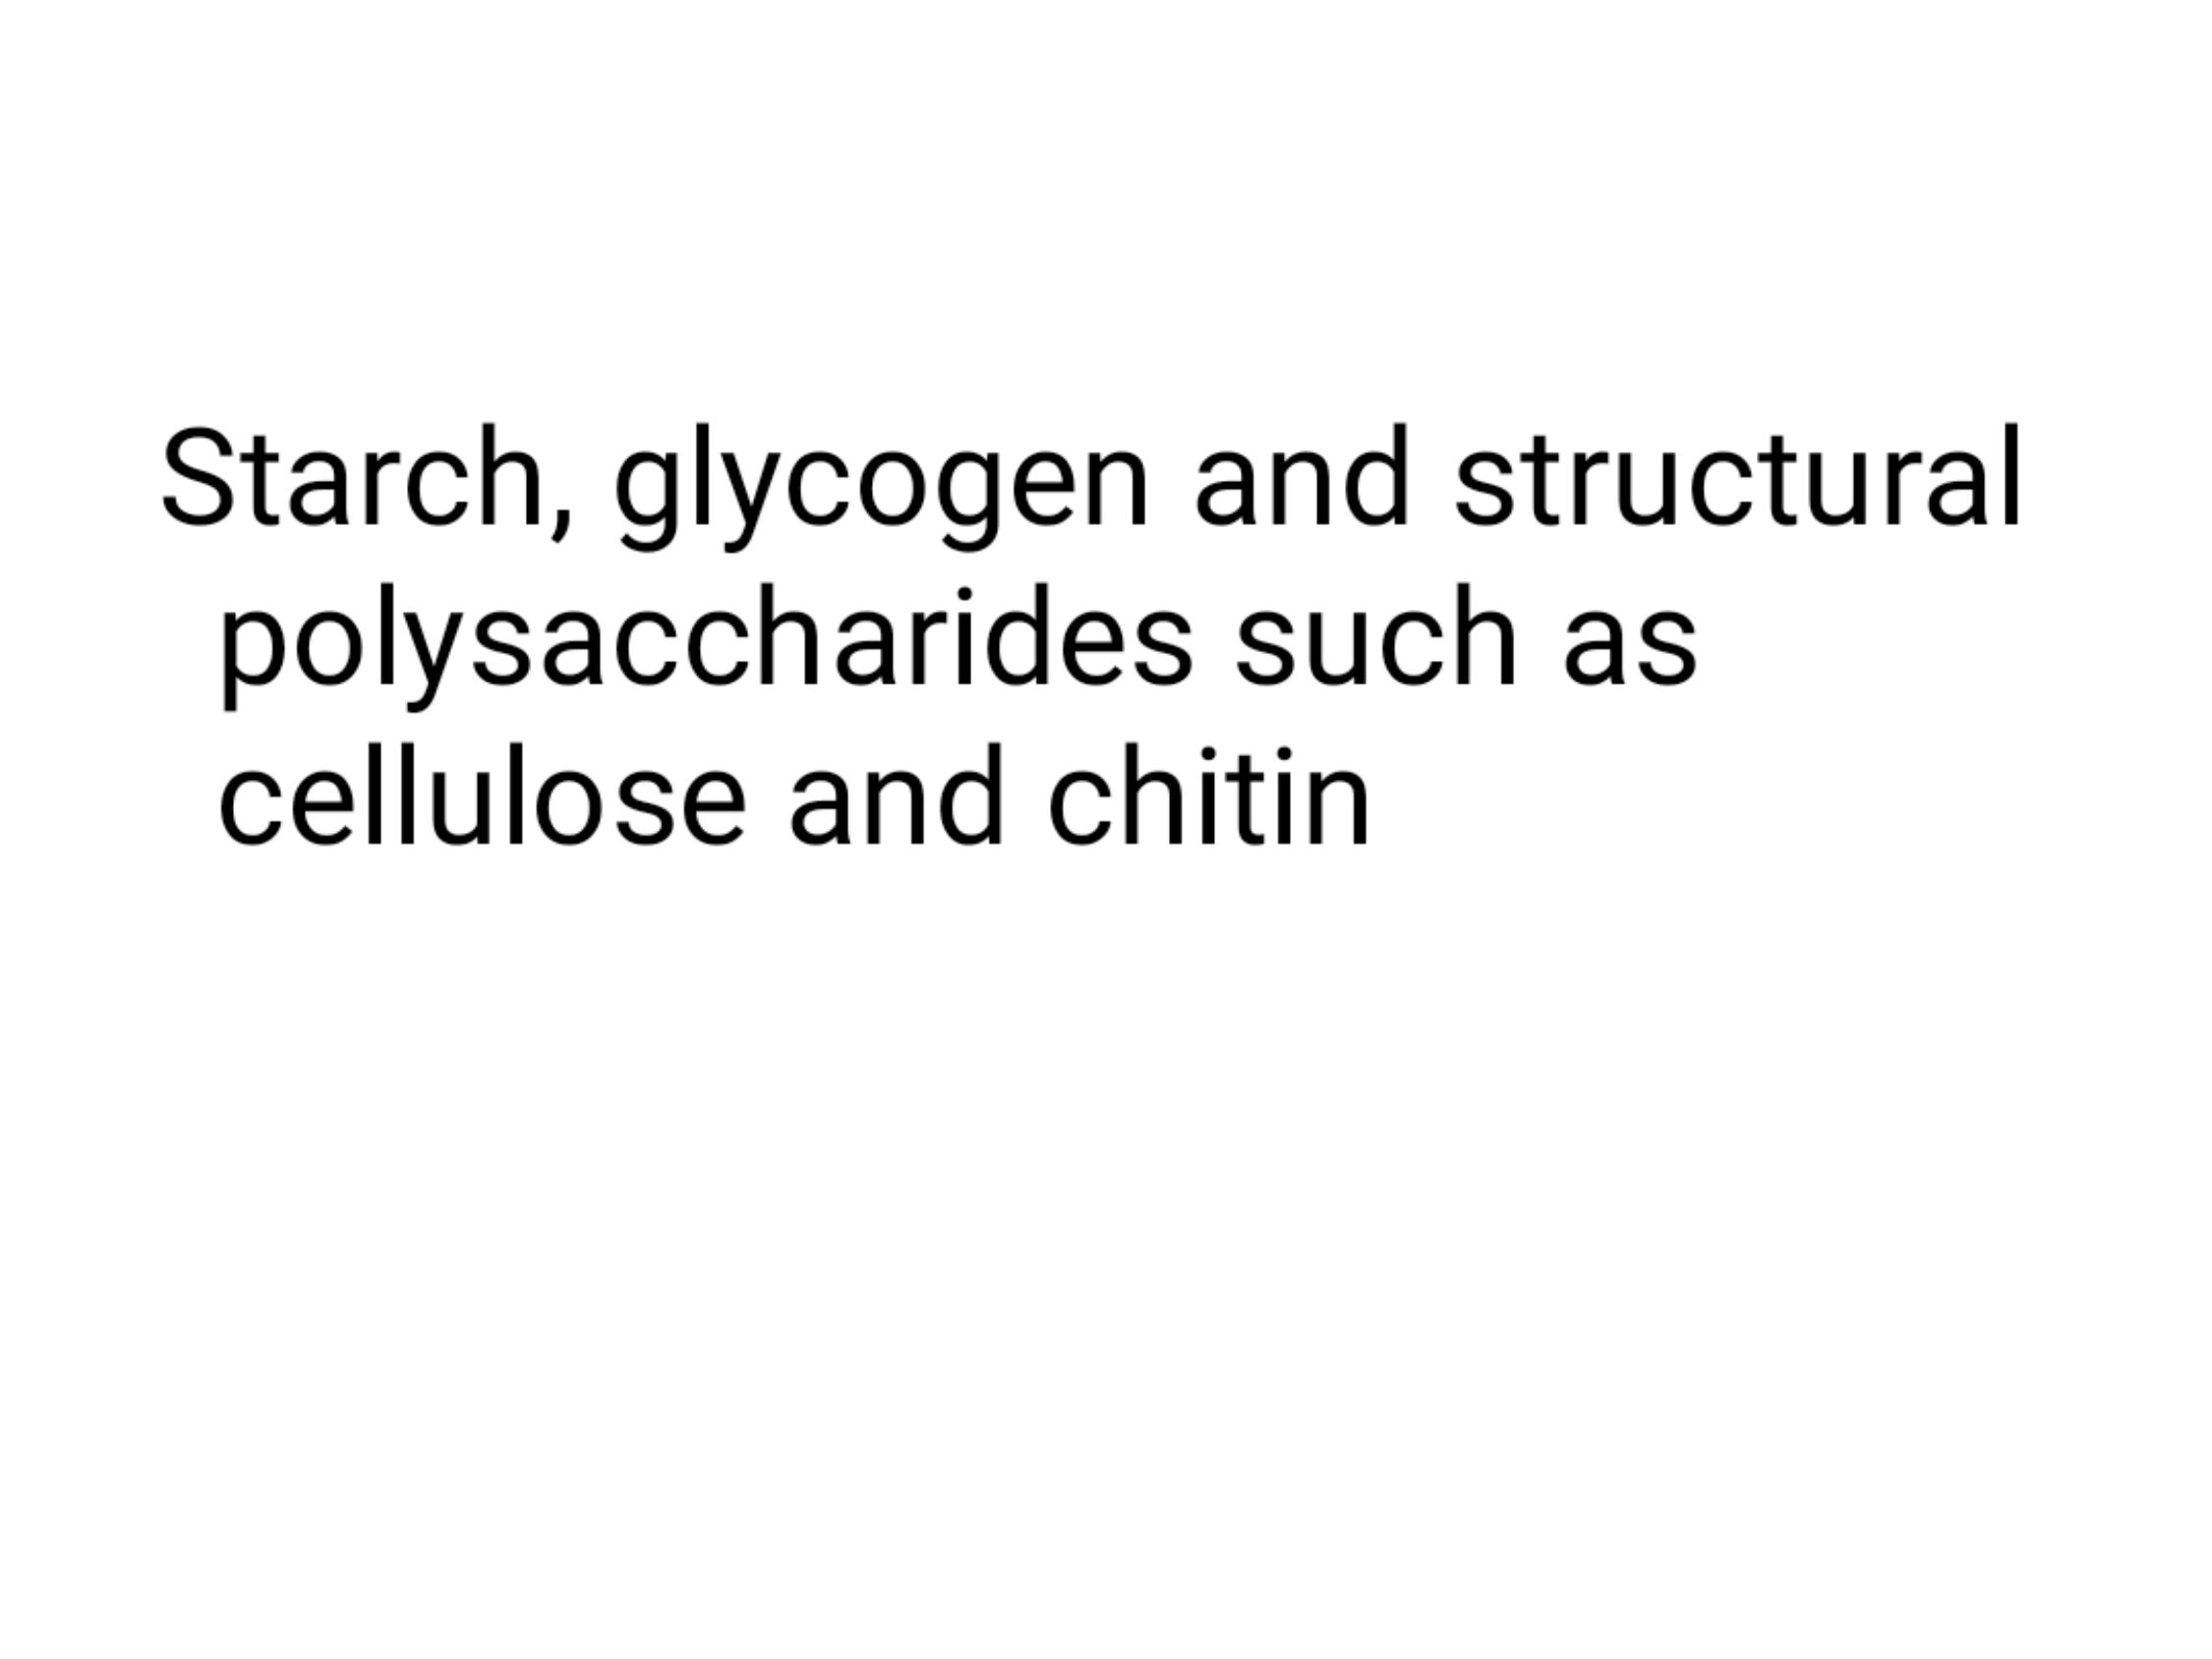 Starch, glycogen and structural
polysaccharides such as
cellulose and chitin